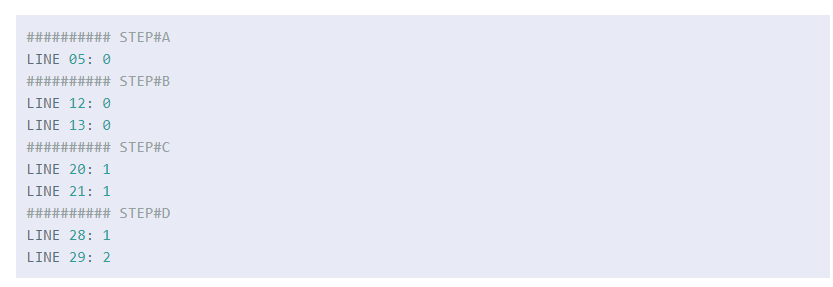 ########## STEP#A
LINE 05: 0
########## STEP#B
LINE 12: 0
LINE 13: 0
########## STEP#C
LINE 20: 1
LINE 21: 1
########## STEP#D
LINE 28: 1
LINE 29: 2